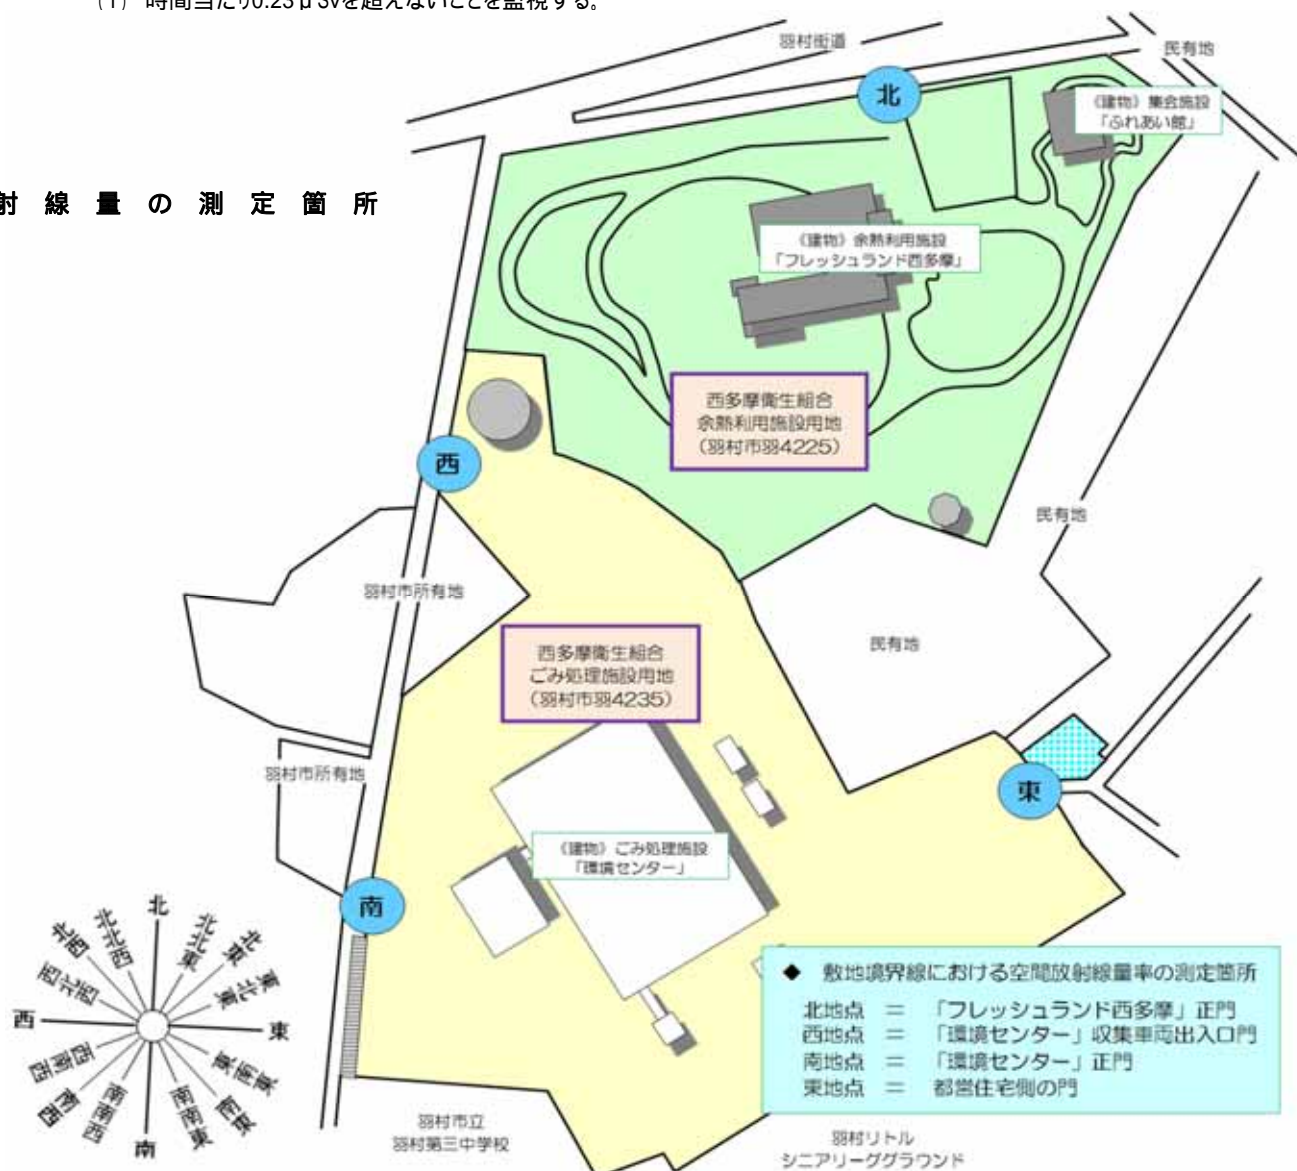 (1) 時間当たり0.23μSvを超えないことを監視する。
射線量の測定箇所
羽村街道
民有地
北
《建物》集会施設
「ふれあい館」
《建物》余熱利用施設
「フレッシュランド西多摩」
西多摩衛生組合
余熱利用施設用地
（羽村市羽4225）
西
民有地
羽村市所有地
民有地
西多摩衛生組合
ごみ処理施設用地
（羽村市羽4235）
羽村市所有地
東
《建物》ごみ処理施設
「環境センター」
南
北
北北東
北東
東北東
東
東南東
南東
南南東
南
南南西
南西
西南西
西
西北西
北西
北北西
◆ 敷地境界線における空間放射線量率の測定箇所
北地点 ＝ 「フレッシュランド西多摩」正門
西地点 ＝ 「環境センター」収集車両出入口門
南地点 ＝ 「環境センター」正門
東地点 ＝ 都営住宅側の門
羽村市立
羽村第三中学校
羽村リトル
シニアリーググラウンド